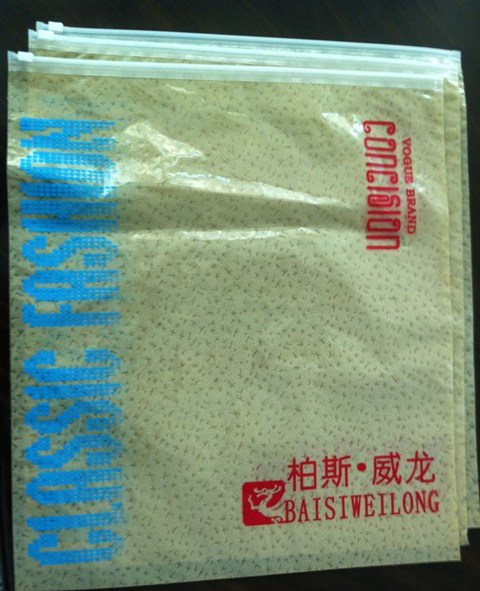 CLASSIC FASHION
VOGUE BRAND
CONCISION
柏斯·威龙
BAISIWEILONG